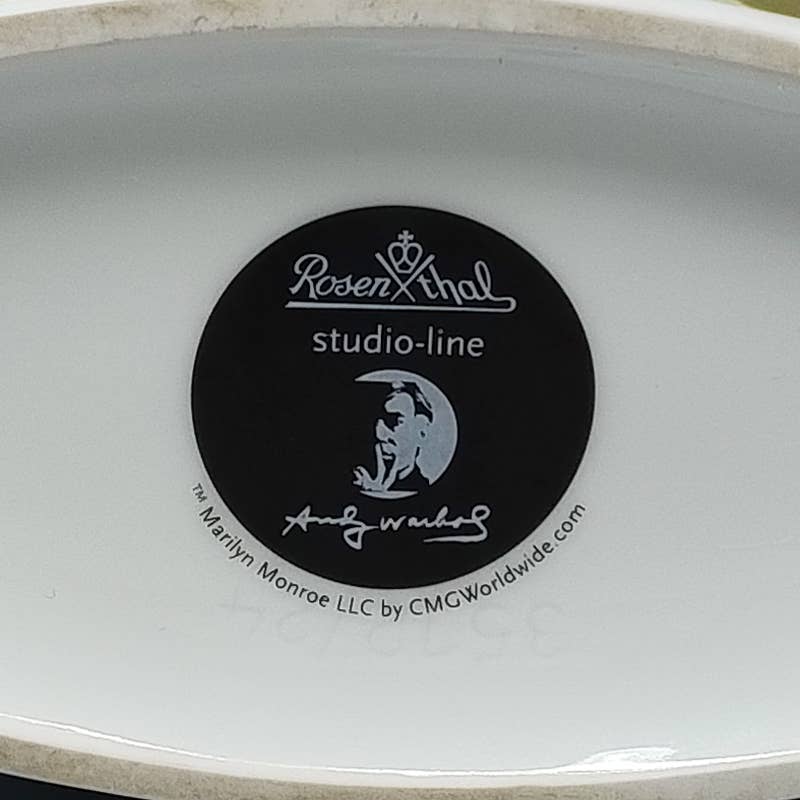 Rosenthal
studio-line
Andy Warhol
™ Marilyn Monroe LLC by CMGWorldwide.com